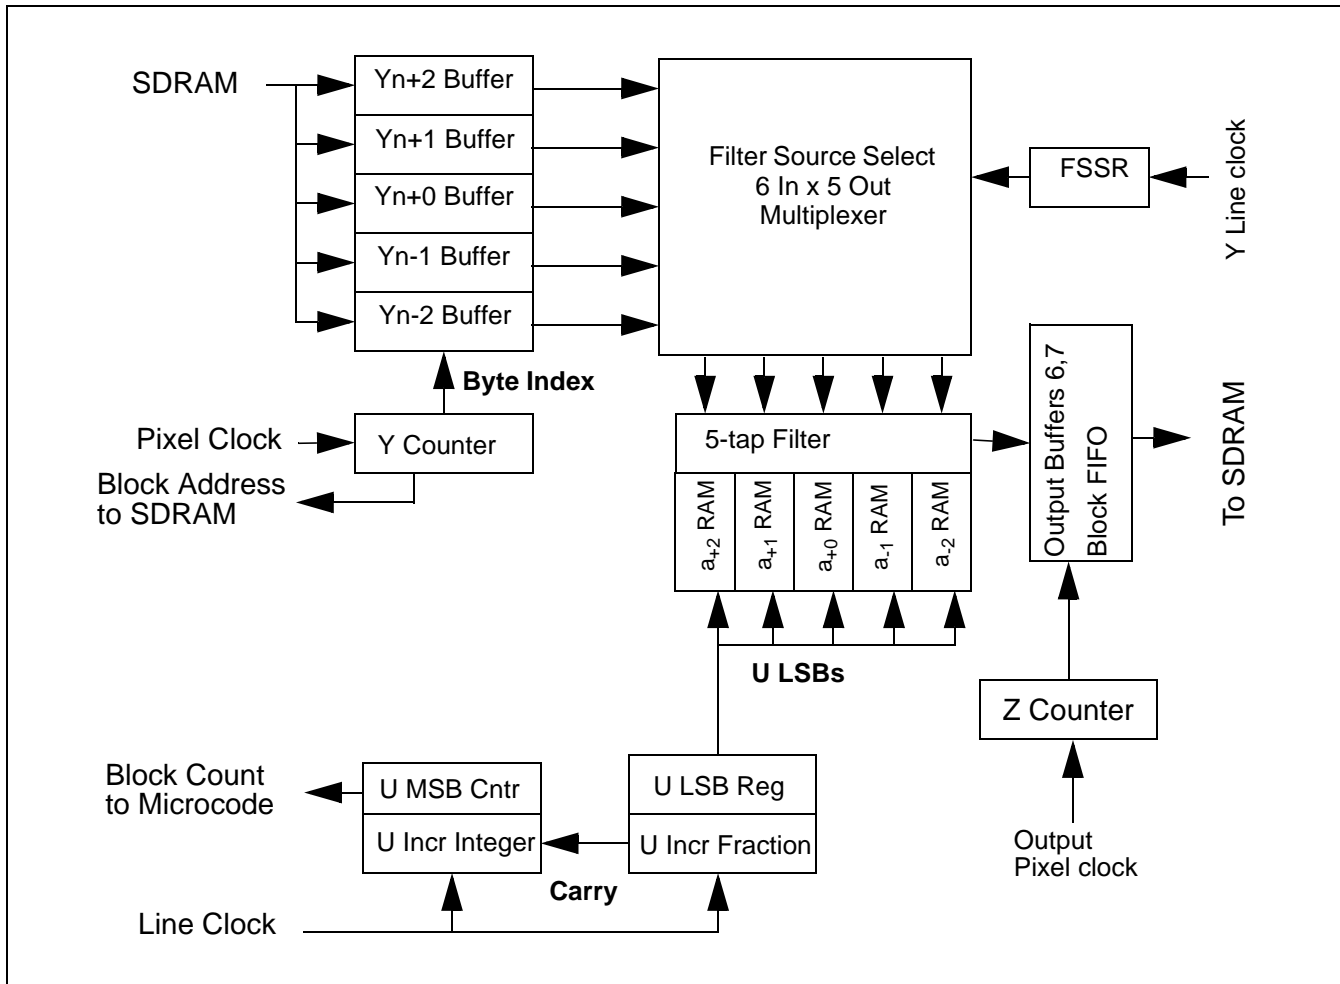 SDRAM
Yn+2 Buffer
Yn+1 Buffer
Yn+0 Buffer
Yn-1 Buffer
Yn-2 Buffer
Filter Source Select
6 In x 5 Out
Multiplexer
FSSR
Y Line clock
Byte Index
Pixel Clock
Y Counter
Block Address
to SDRAM
5-tap Filter
a+2 RAM
a+1 RAM
a+0 RAM
a-1 RAM
a-2 RAM
Output Buffers 6,7
Block FIFO
To SDRAM
U LSBs
Z Counter
Output
Pixel clock
Block Count
to Microcode
U MSB Cntr
U Incr Integer
U LSB Reg
U Incr Fraction
Carry
Line Clock